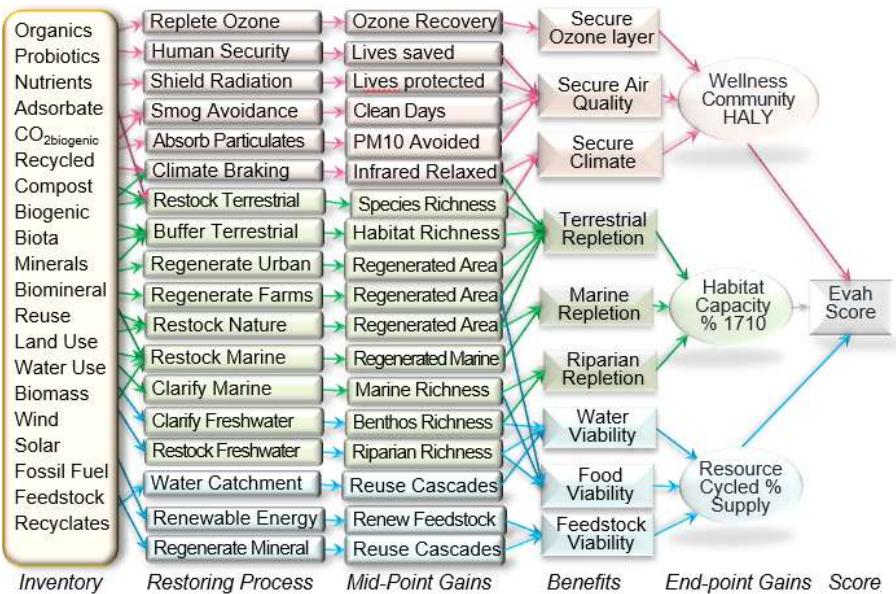 Organics
Probiotics
Nutrients
Adsorbate
CO2biogenic
Recycled
Compost
Biogenic
Biota
Minerals
Biomineral
Reuse
Land Use
Water Use
Biomass
Wind
Solar
Fossil Fuel
Feedstock
Recyclates
Inventory
Replete Ozone
Human Security
Shield Radiation
Smog Avoidance
Absorb Particulates
Climate Braking
Restock Terrestrial
Buffer Terrestrial
Regenerate Urban
Regenerate Farms
Restock Nature
Restock Marine
Clarify Marine
Clarify Freshwater
Restock Freshwater
Water Catchment
Renewable Energy
Regenerate Mineral
Restoring Process
Ozone Recovery
Lives saved
Lives protected
Clean Days
PM10 Avoided
Infrared Relaxed
Species Richness
Habitat Richness
Regenerated Area
Regenerated Area
Regenerated Area
Regenerated Marine
Marine Richness
Benthos Richness
Riparian Richness
Reuse Cascades
Renew Feedstock
Reuse Cascades
Mid-Point Gains
Secure
Ozone layer
Secure Air
Quality
Secure
Climate
Terrestrial
Repletion
Marine
Repletion
Riparian
Repletion
Water
Viability
Food
Viability
Feedstock
Viability
Benefits
Wellness
Community
HALY
Habitat
Capacity
% 1710
Resource
Cycled %
Supply
End-point Gains
Evah
Score
Score